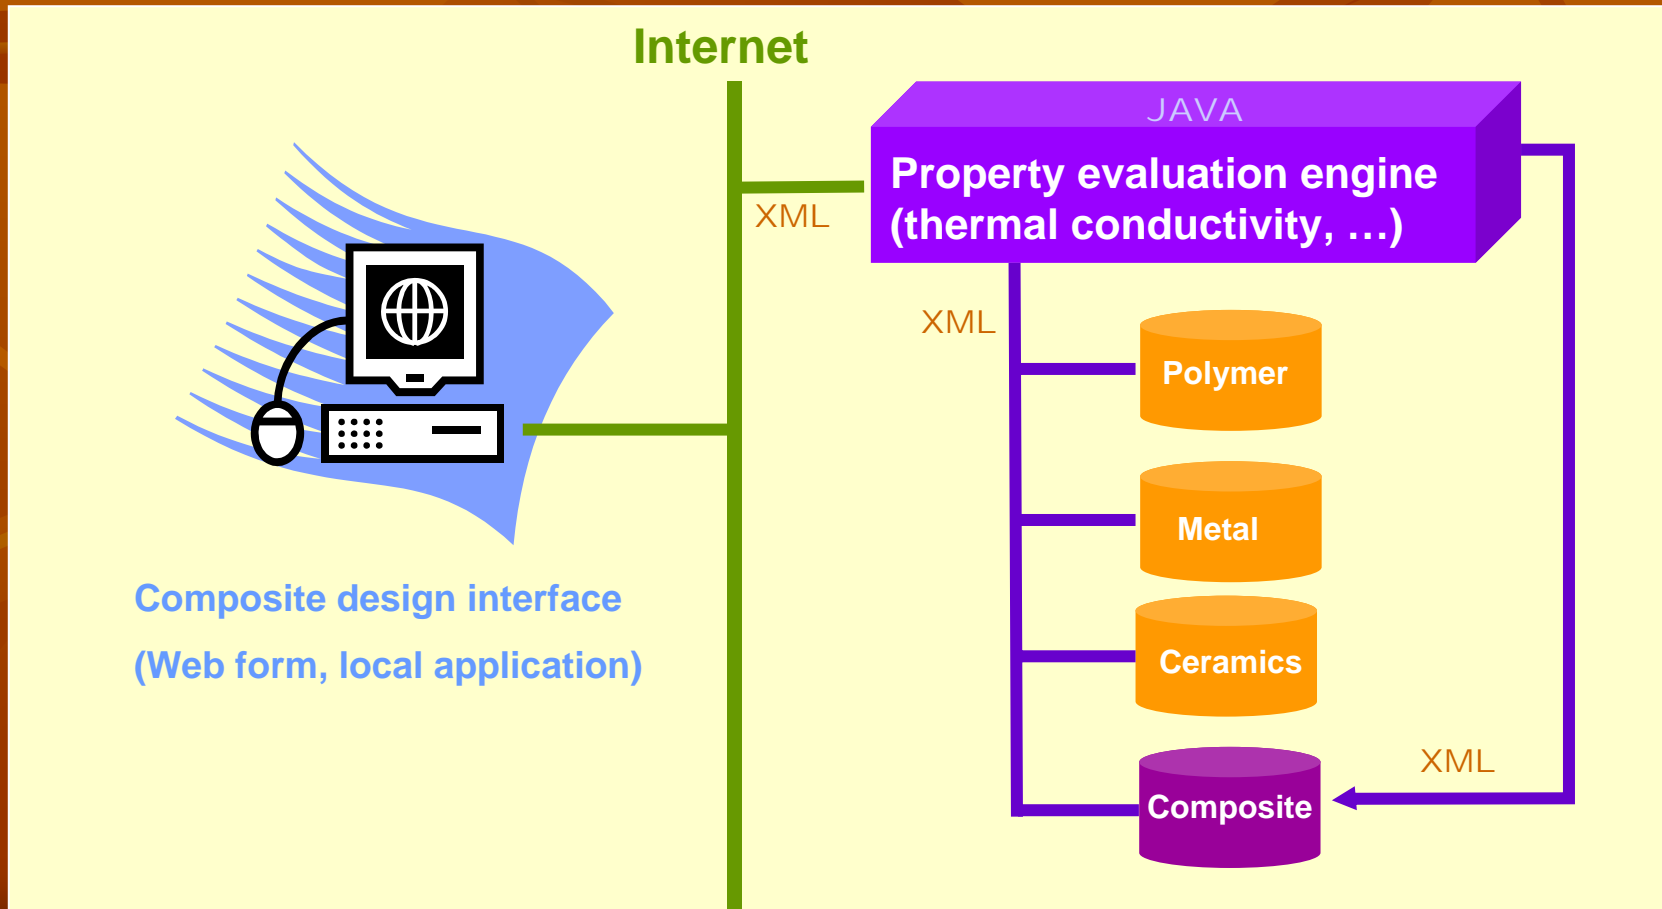 Internet
JAVA
Property evaluation engine
(thermal conductivity, …)
XML
XML
Polymer
Metal
Composite design interface
(Web form, local application)
Ceramics
XML
Composite